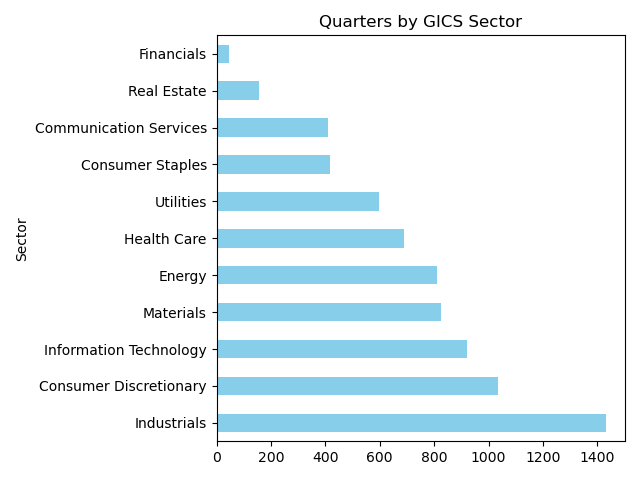 Quarters by GICS Sector
Financials
Real Estate
Communication Services
Consumer Staples
Utilities
Health Care
Energy
Materials
Information Technology
Consumer Discretionary
Industrials
Sector
0 200 400 600 800 1000 1200 1400